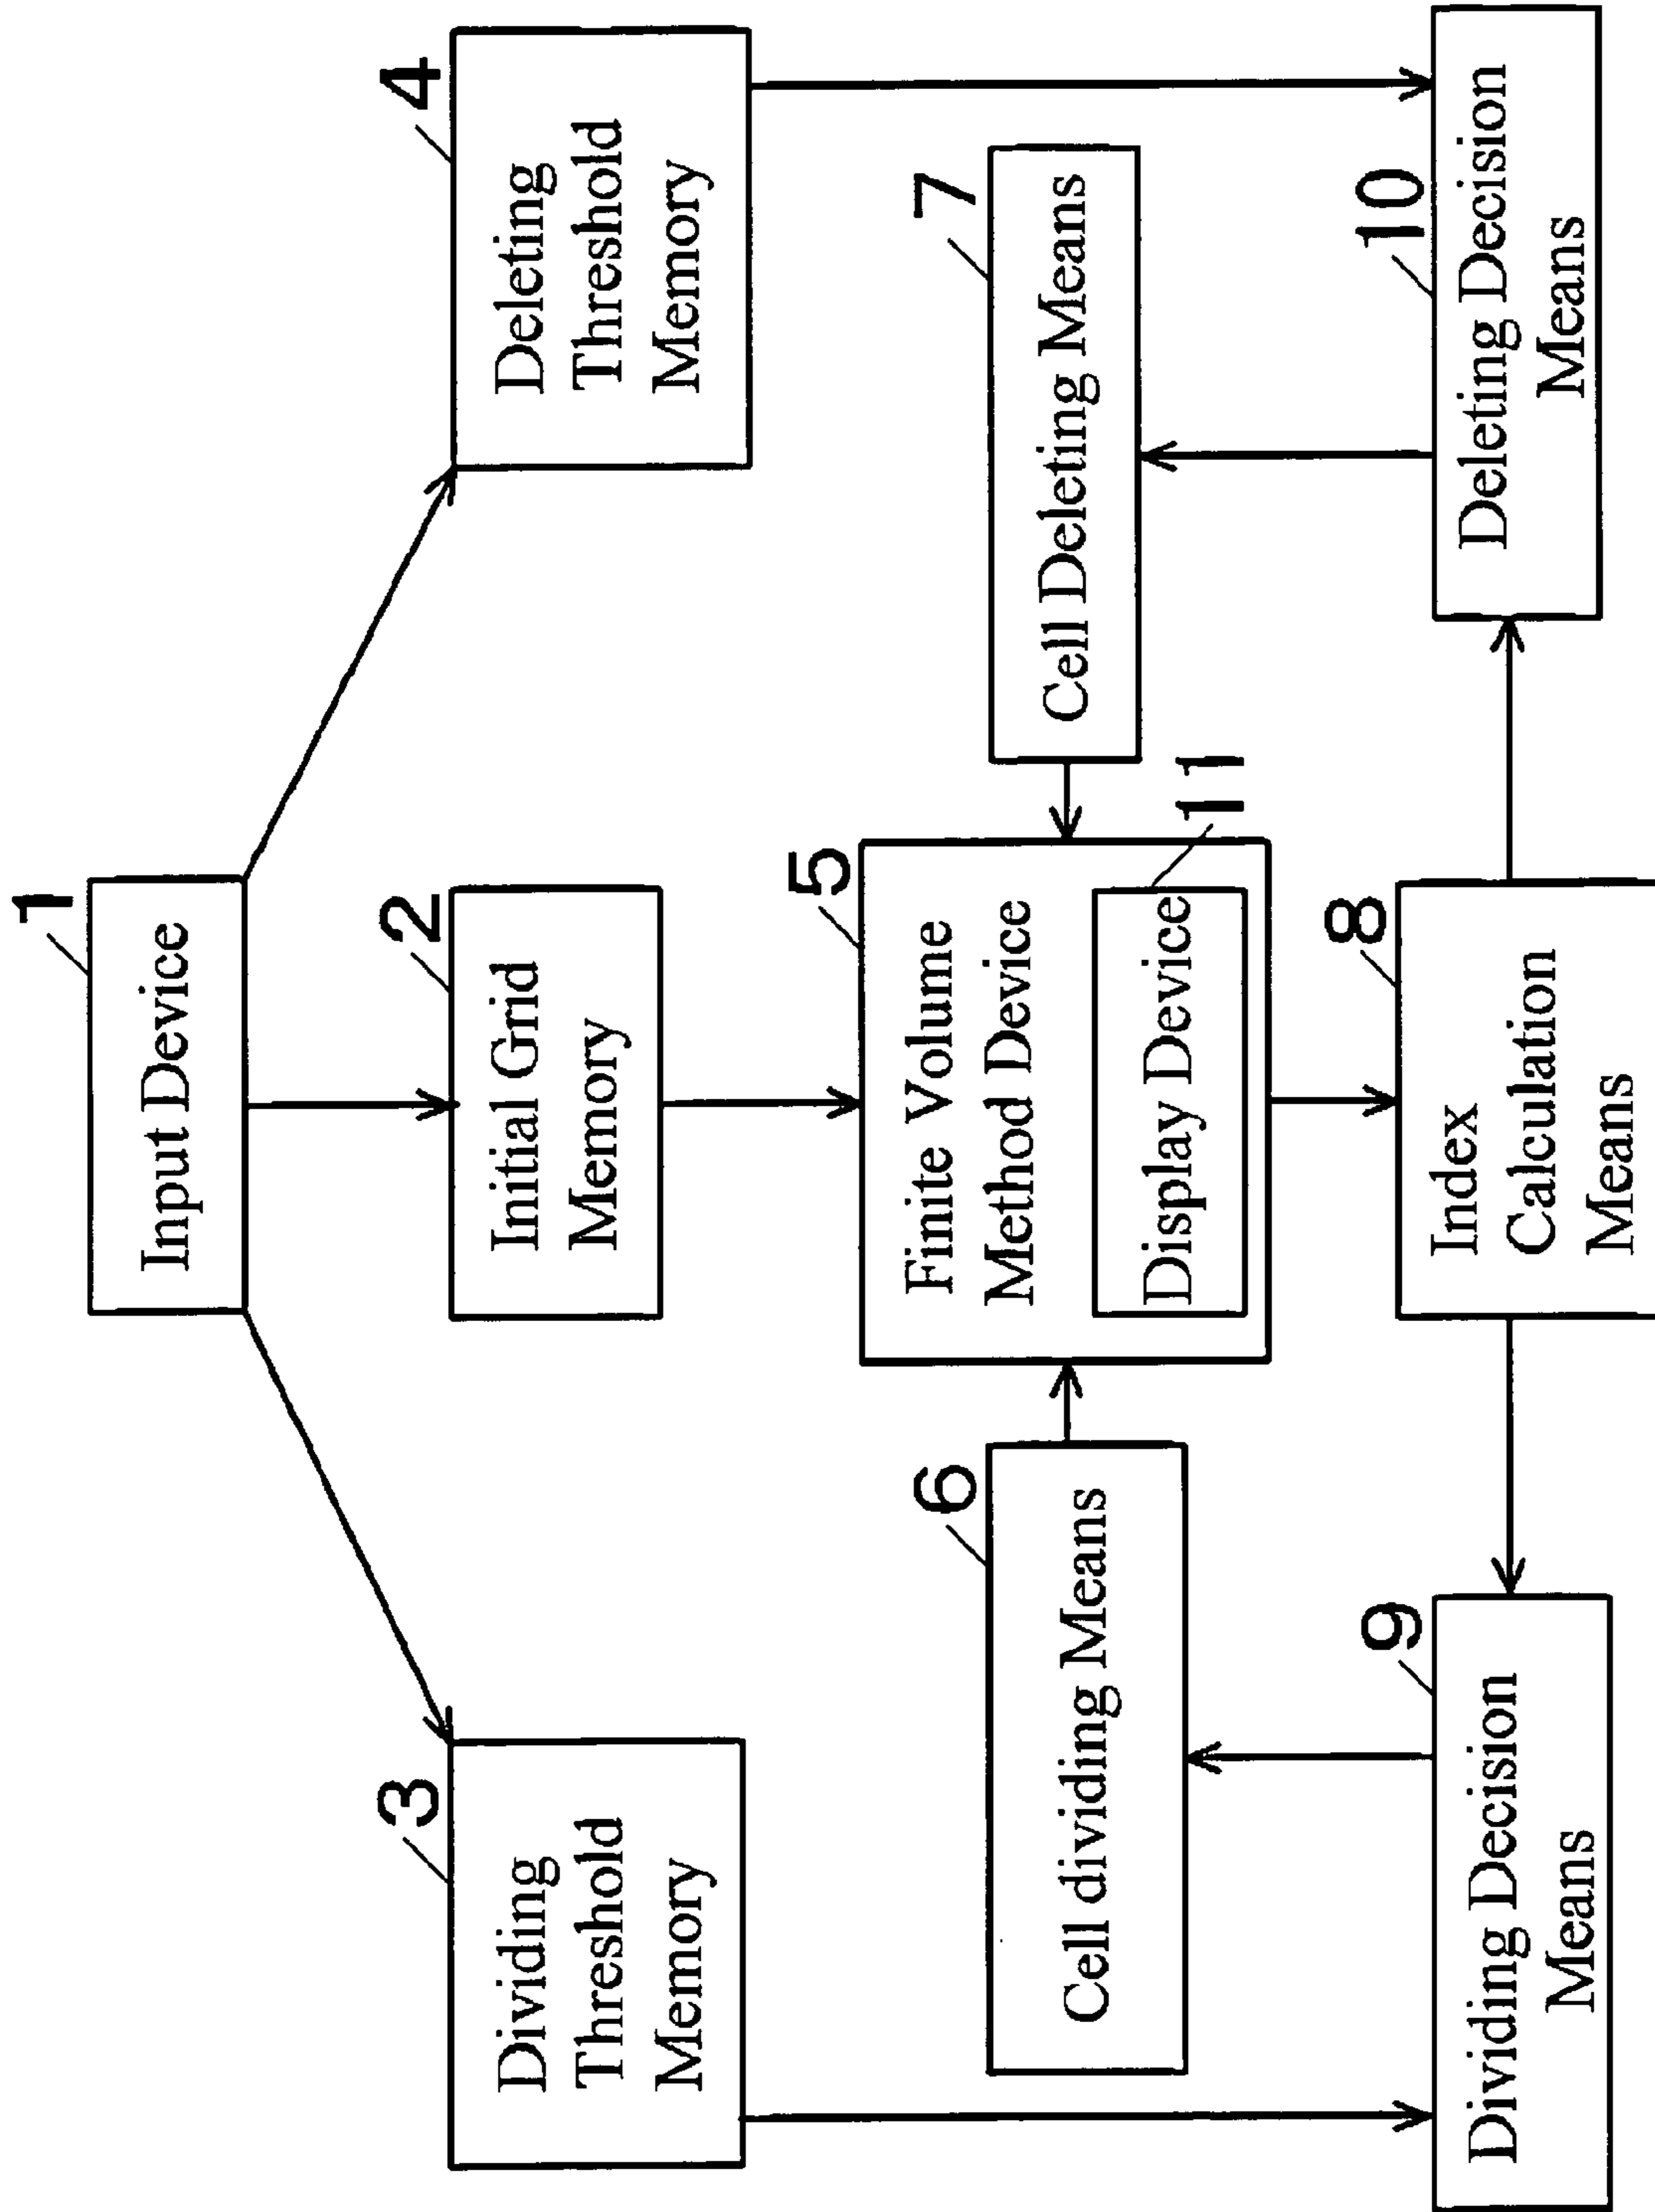 1
Input Device
3
Dividing
Threshold
Memory
2
Initial Grid
Memory
4
Deleting
Threshold
Memory
5
Finite Volume
Method Device
Display Device
11
6
Cell dividing Means
7
Cell Deleting Means
9
Dividing Decision
Means
8
Index
Calculation
Means
10
Deleting Decision
Means